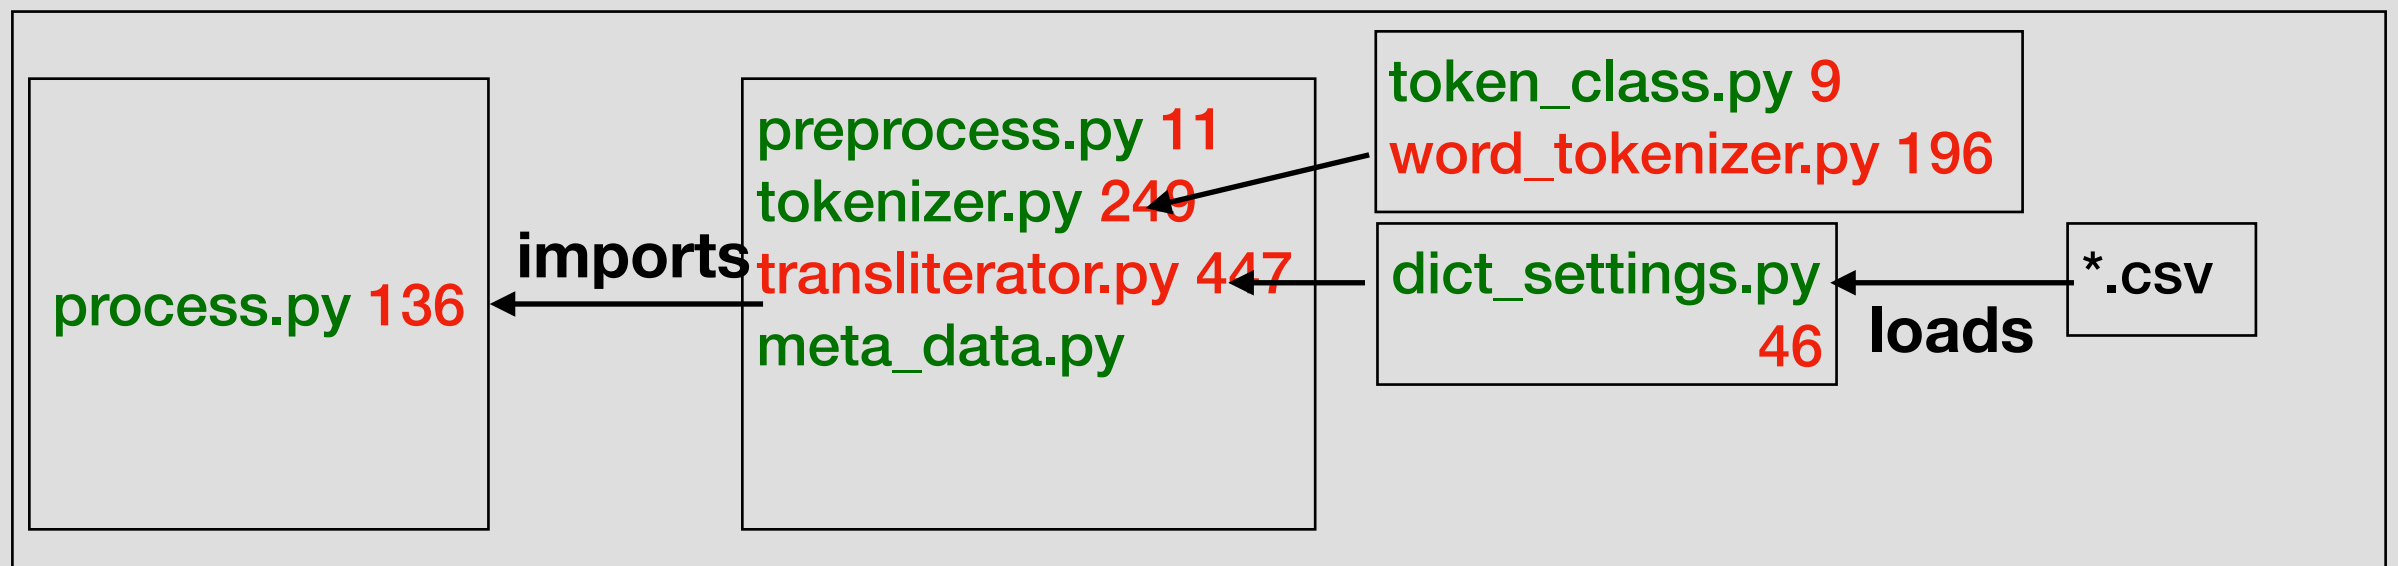 process.py 136
imports
preprocess.py 11
tokenizer.py 249
transliterator.py 447
meta_data.py
token_class.py 9
word_tokenizer.py 196
dict_settings.py
46
loads
*.csv